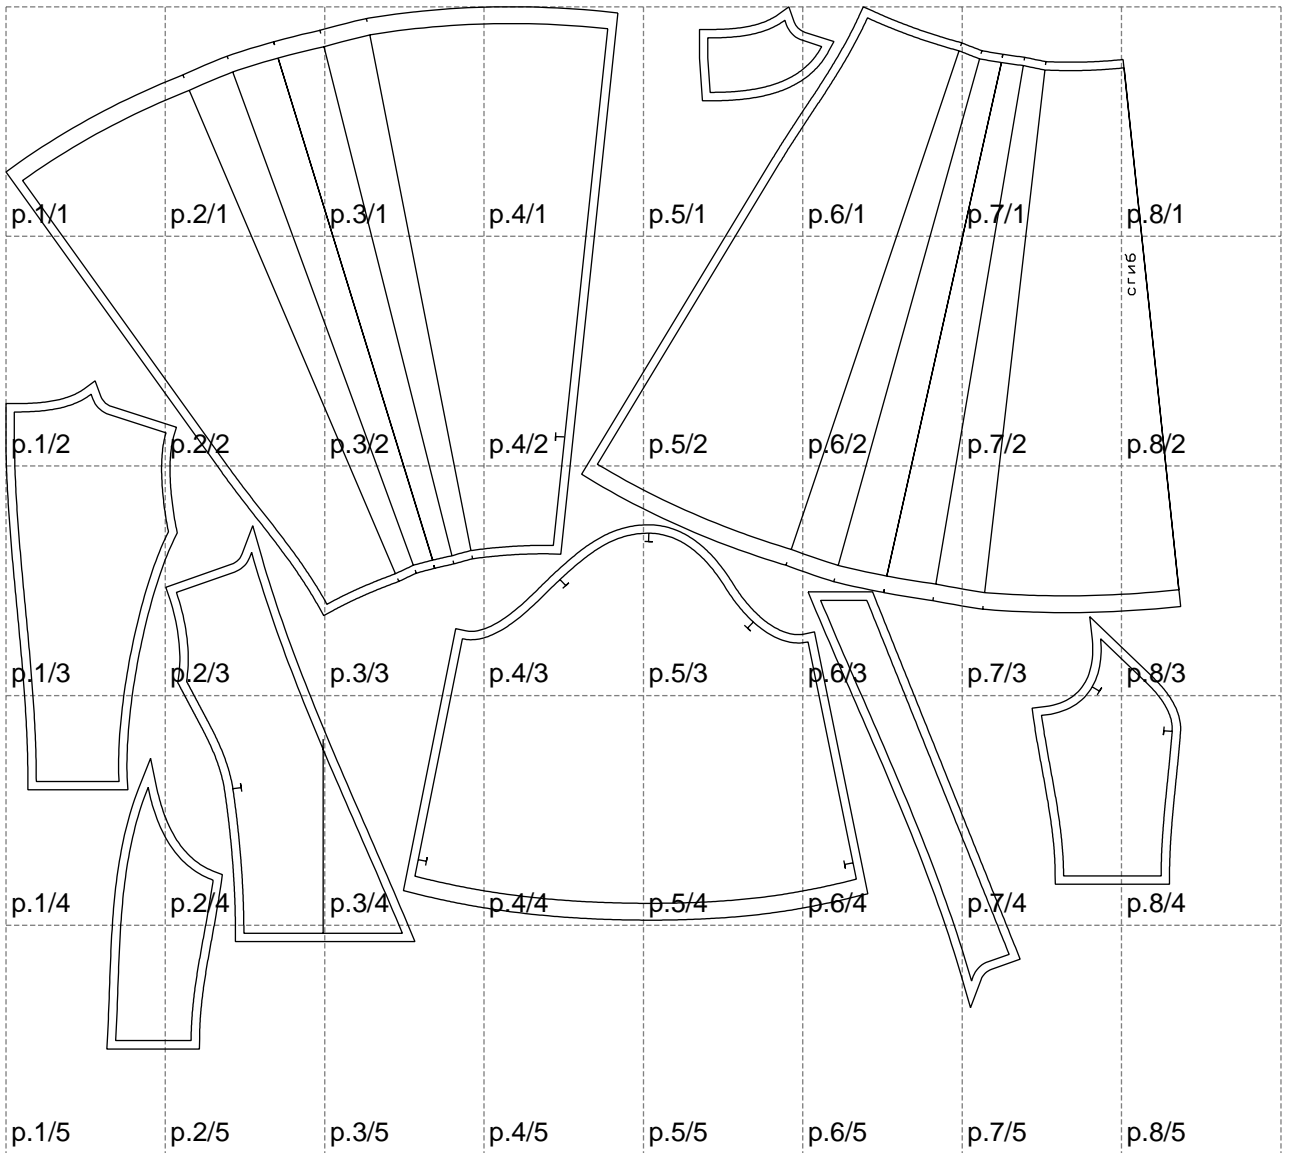 p.1/1 p.2/1 p.3/1 p.4/1 p.5/1 p.6/1 p.7/1 p.8/1
сгиб
p.1/2 p.2/2 p.3/2 p.4/2 p.5/2 p.6/2 p.7/2 p.8/2
p.1/3 p.2/3 p.3/3 p.4/3 p.5/3 p.6/3 p.7/3 p.8/3
p.1/4 p.2/4 p.3/4 p.4/4 p.5/4 p.6/4 p.7/4 p.8/4
p.1/5 p.2/5 p.3/5 p.4/5 p.5/5 p.6/5 p.7/5 p.8/5